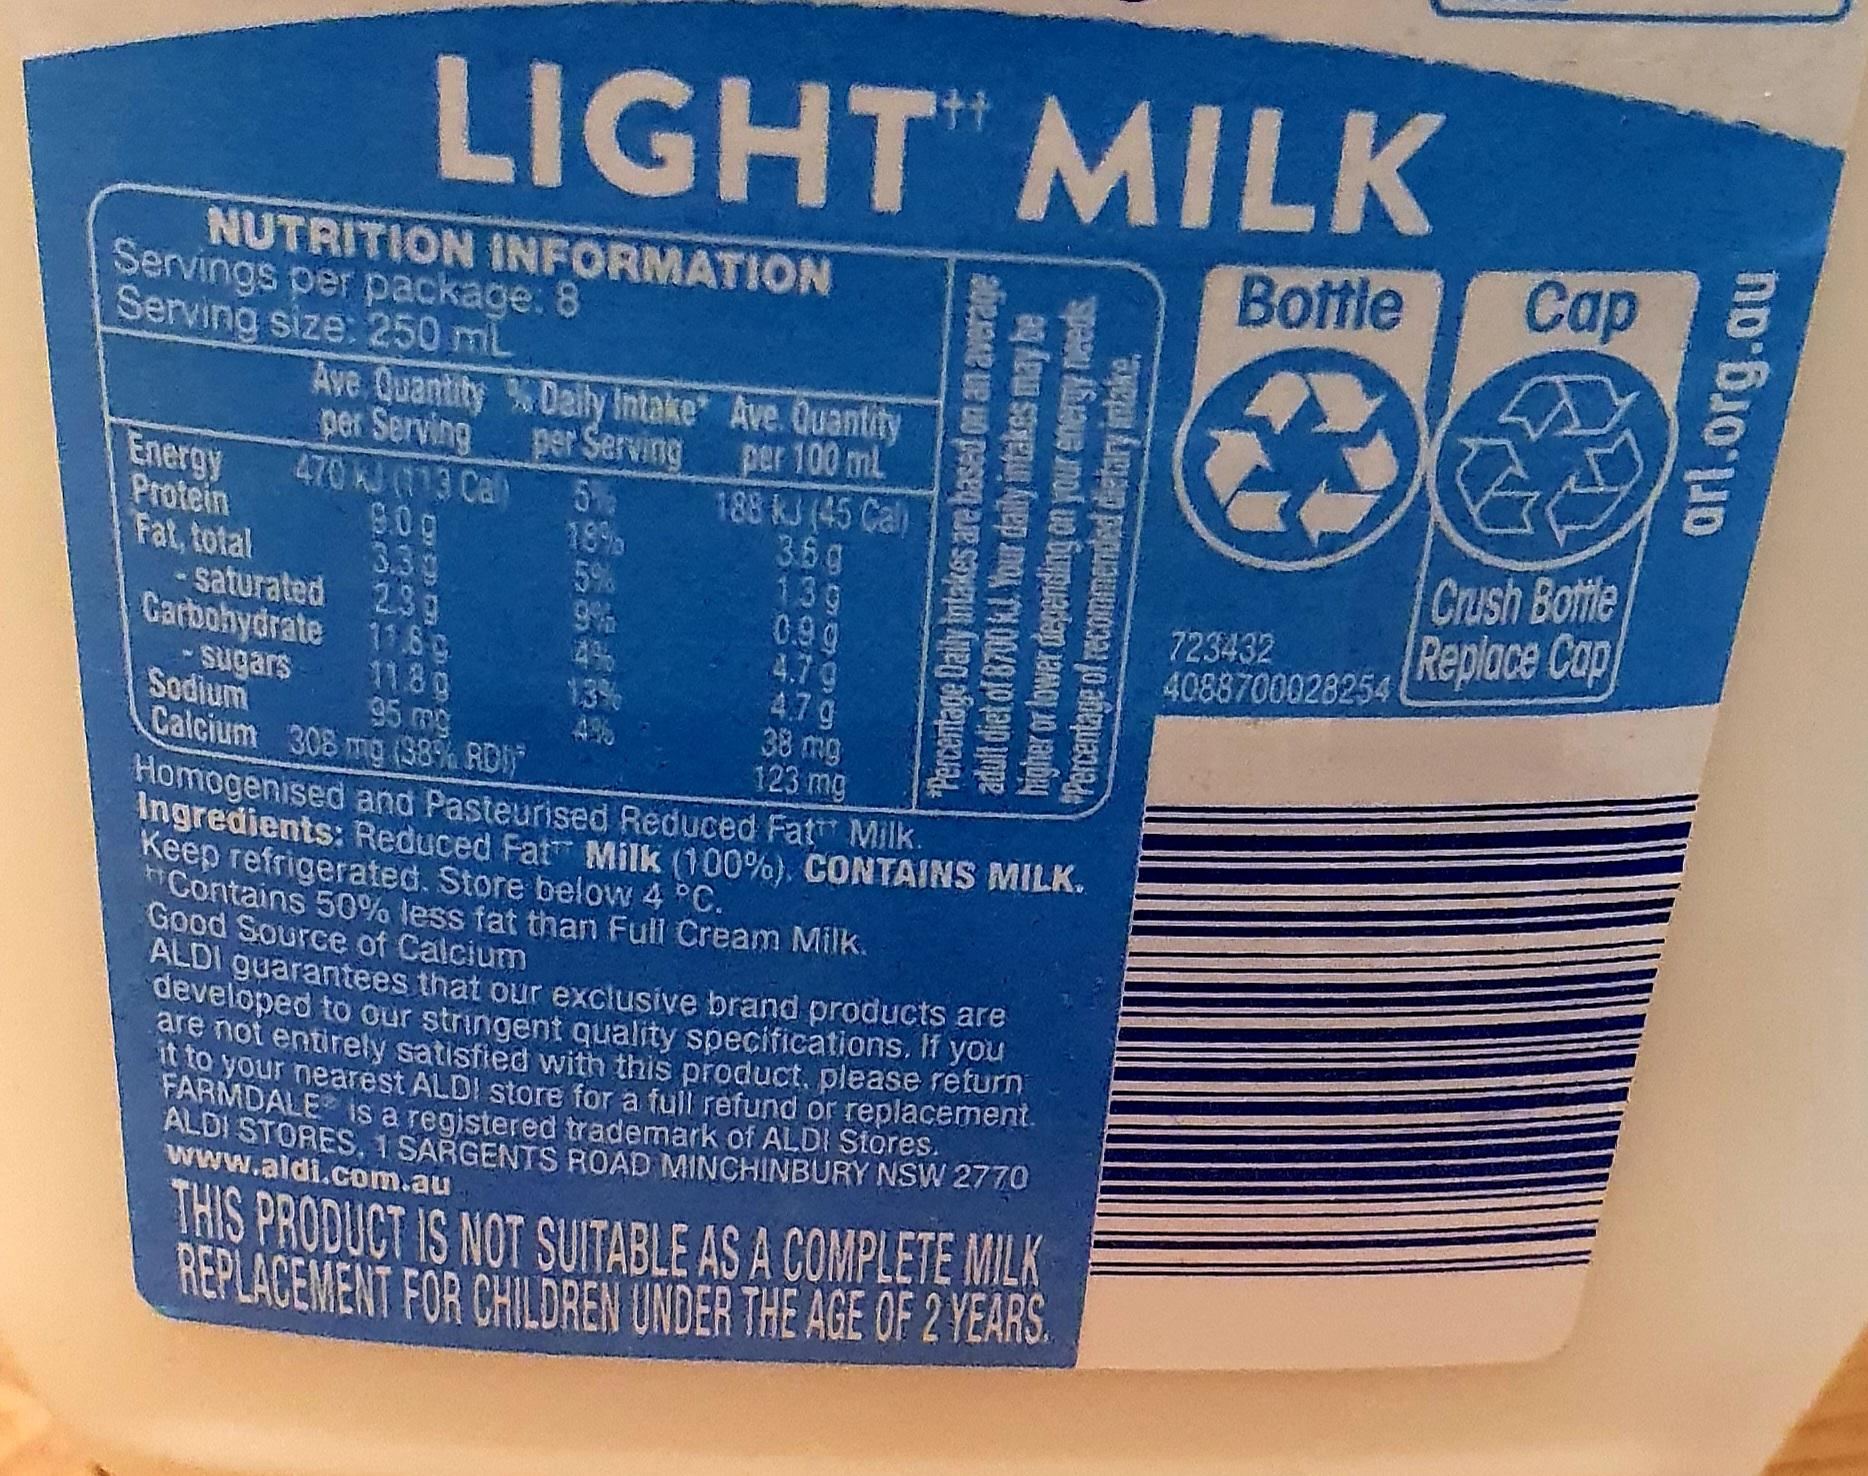 LIGHT†† MILK
NUTRITION INFORMATION
Servings per package: 8
Serving size: 250 mL
Ave. Quantity per Serving % Daily Intake* per Serving Ave. Quantity per 100 mL
Energy 470 kJ (113 Cal) 5% 188 kJ (45 Cal)
Protein 9.0 g 18% 3.6 g
Fat, total 3.3 g 5% 1.3 g
- saturated 2.3 g 9% 0.9 g
Carbohydrate 11.8 g 4% 4.7 g
- sugars 11.8 g 13% 4.7 g
Sodium 95 mg 4% 38 mg
Calcium 308 mg (38% RDI)# 123 mg
*Percentage Daily Intakes are based on an average
adult diet of 8700 kJ. Your daily intakes may be
higher or lower depending on your energy needs.
#Percentage of recommended dietary intake.
Homogenised and Pasteurised Reduced Fat†† Milk.
Ingredients: Reduced Fat†† Milk (100%). CONTAINS MILK.
Keep refrigerated. Store below 4 °C.
††Contains 50% less fat than Full Cream Milk.
Good Source of Calcium
ALDI guarantees that our exclusive brand products are
developed to our stringent quality specifications. If you
are not entirely satisfied with this product, please return
it to your nearest ALDI store for a full refund or replacement.
FARMDALE® is a registered trademark of ALDI Stores.
ALDI STORES, 1 SARGENTS ROAD MINCHINBURY NSW 2770
www.aldi.com.au
THIS PRODUCT IS NOT SUITABLE AS A COMPLETE MILK
REPLACEMENT FOR CHILDREN UNDER THE AGE OF 2 YEARS.
Bottle
Cap
Crush Bottle
Replace Cap
arl.org.au
723432
4088700028254